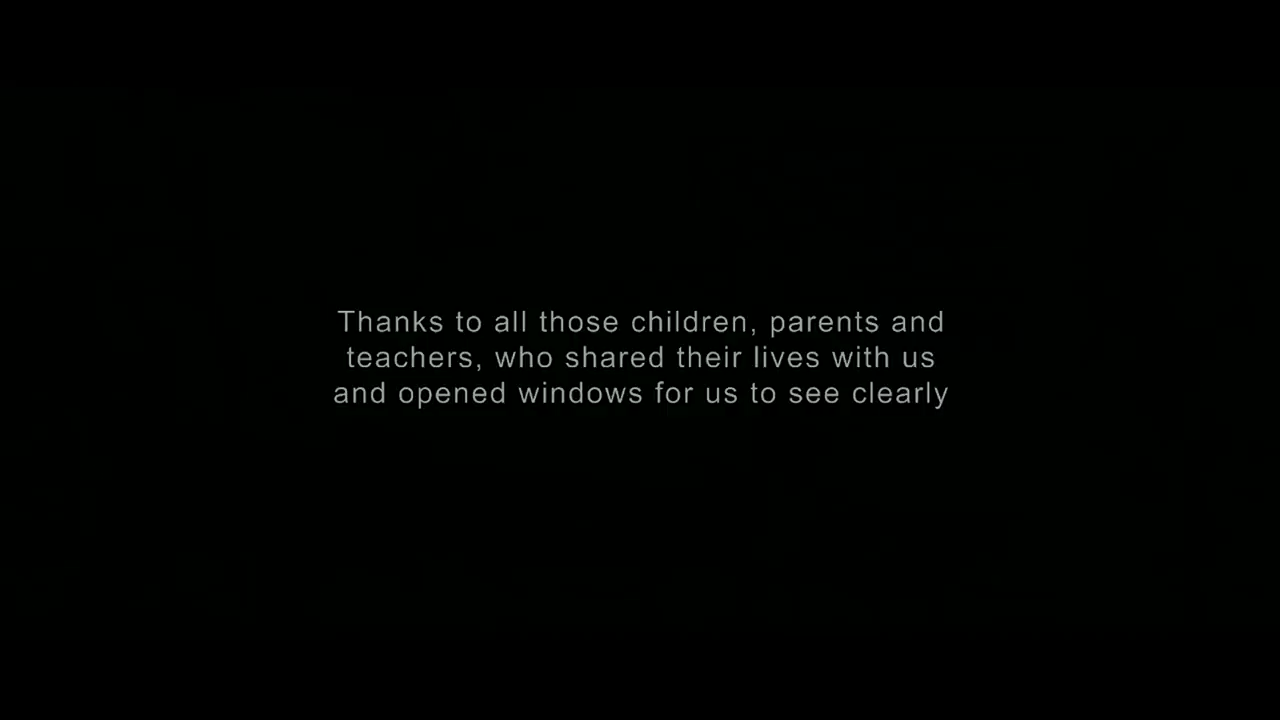 Thanks to all those children, parents and
teachers, who shared their lives with us
and opened windows for us to see clearly